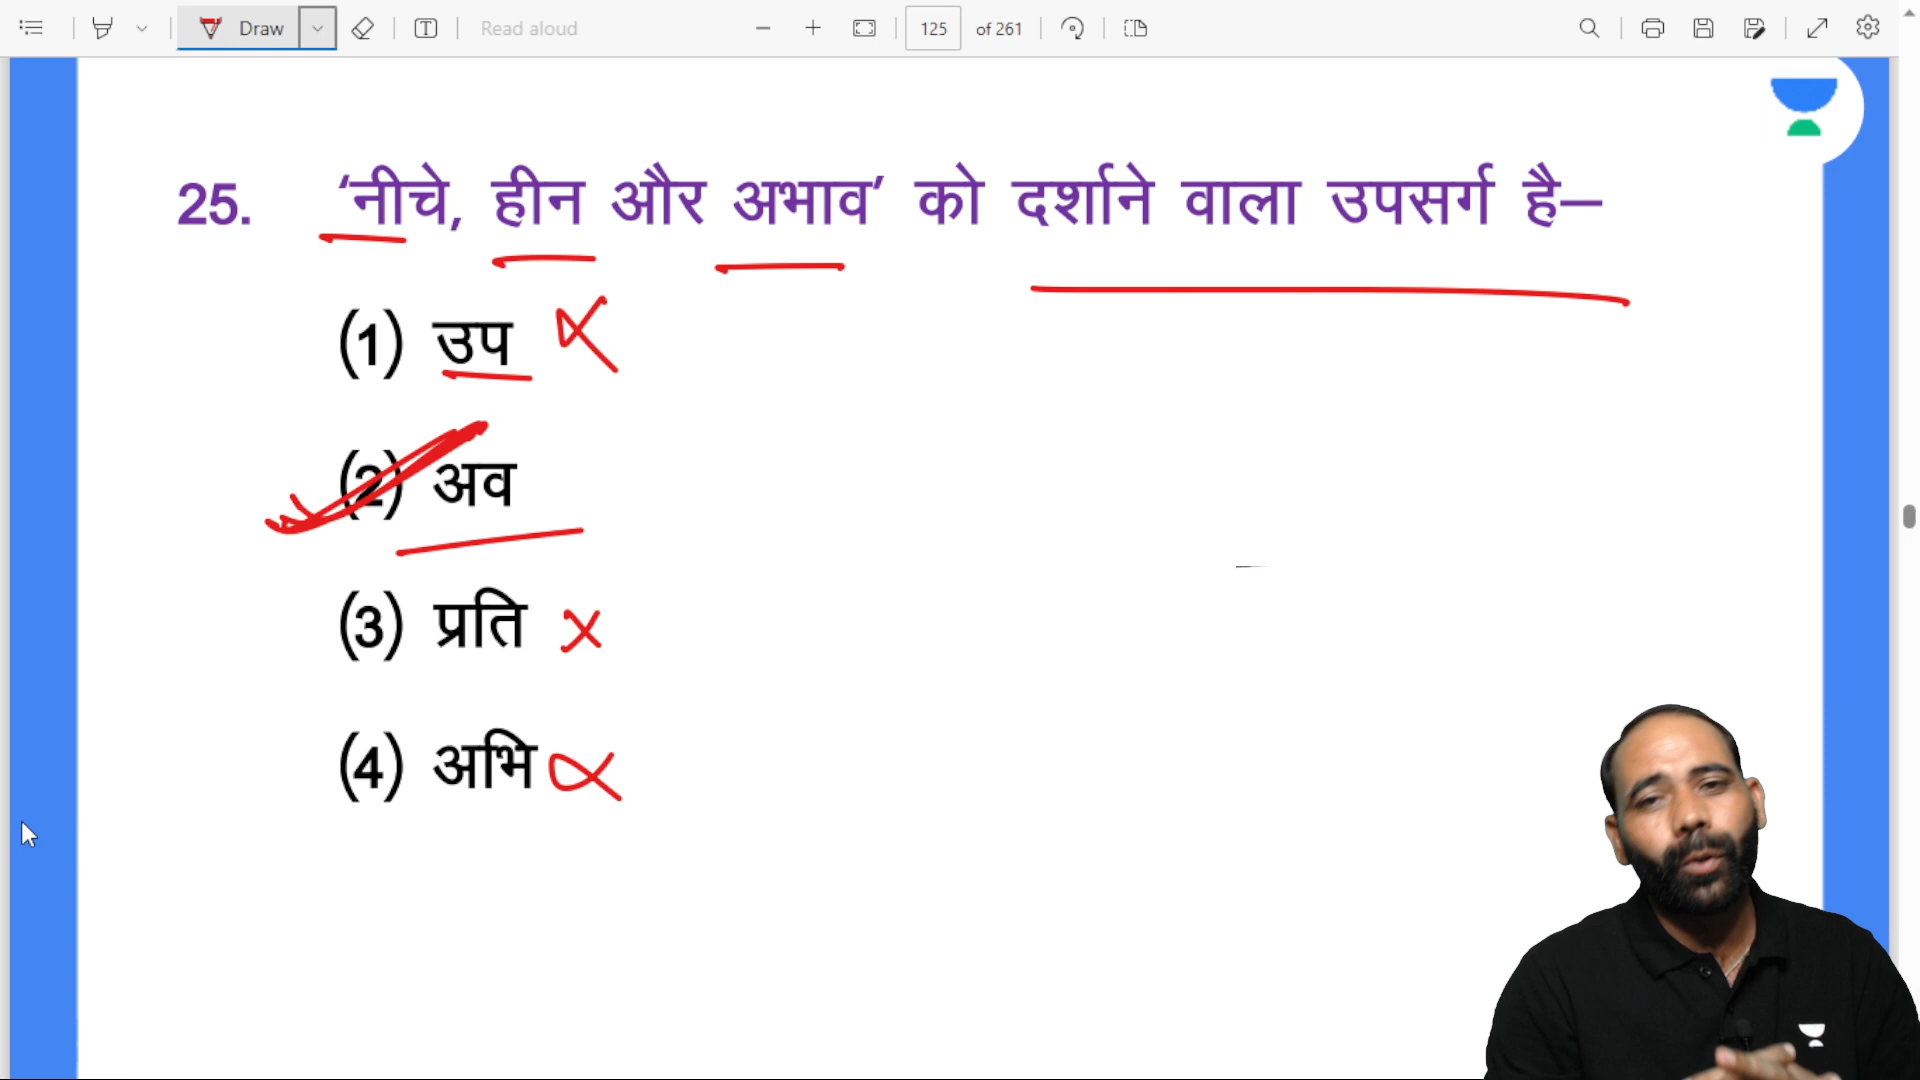 Draw
Read aloud
125 of 261
25. ‘नीचे, हीन और अभाव’ को दर्शाने वाला उपसर्ग है–
(1) उप
(2) अव
(3) प्रति
(4) अभि